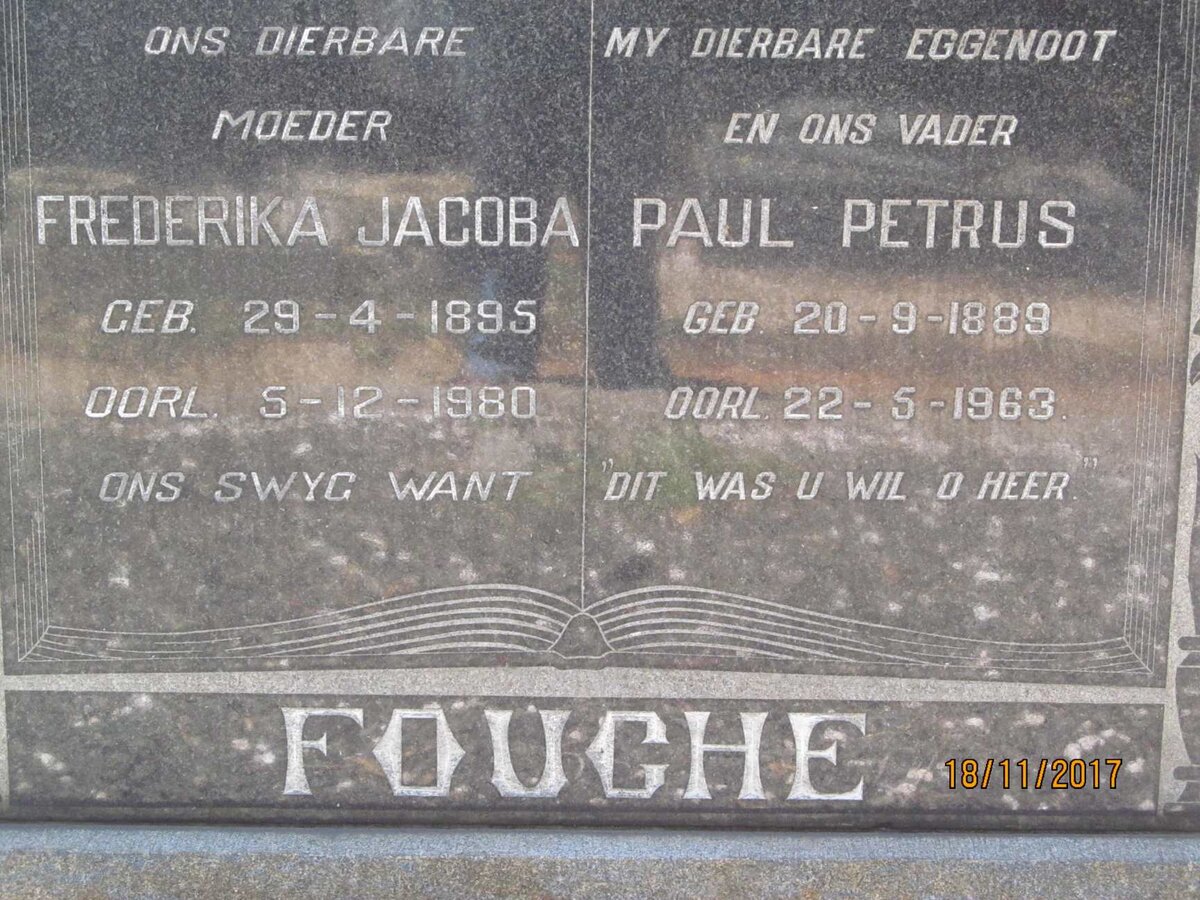 ONS DIERBARE
MOEDER
FREDERIKA JACOBA
GEB. 29-4-1895
OORL. 5-12-1980
ONS SWYG WANT
MY DIERBARE EGGENOOT
EN ONS VADER
PAUL PETRUS
GEB. 20-9-1889
OORL. 22-5-1963.
"DIT WAS U WIL O HEER."
FOUCHE
18/11/2017